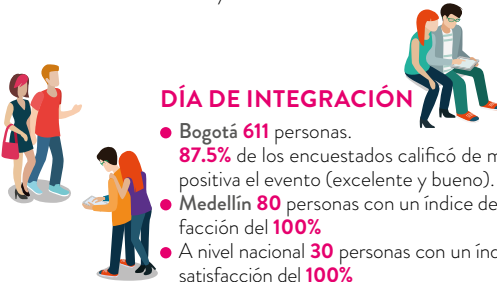 DÍA DE INTEGRACIÓN
● Bogotá 611 personas.
87.5% de los encuestados calificó de
positiva el evento (excelente y bueno).
● Medellín 80 personas con un índice de
facción del 100%
● A nivel nacional 30 personas con un
satisfacción del 100%